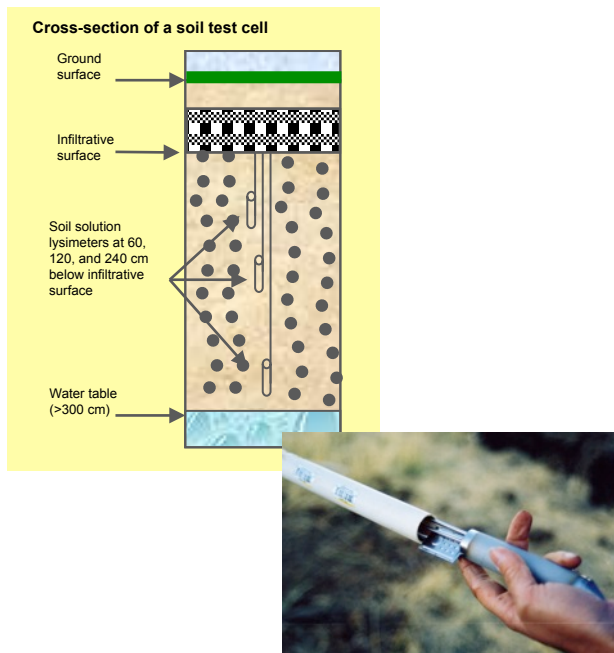 Cross-section of a soil test cell
Ground
surface
Infiltrative
surface
Soil solution
lysimeters at 60,
120, and 240 cm
below infiltrative
surface
Water table
(>300 cm)